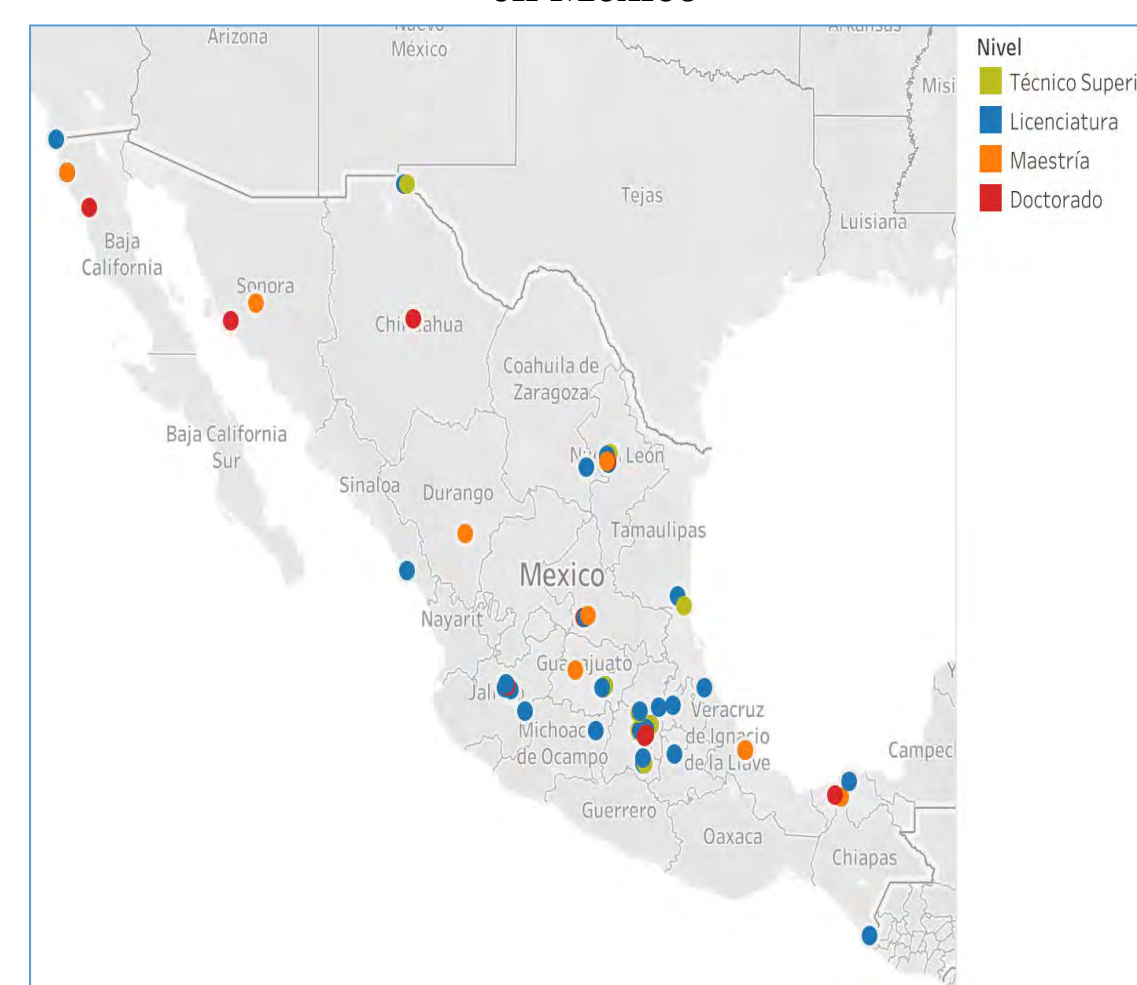 Arizona
México
Tejas
Luisiana
Baja
California
Sonora
Coahuila de
Zaragoza
Baja California
Sur
Sinaloa
Durango
León
Tamaulipas
Mexico
Nayarit
Veracruz
de Ignacio
de la Llave
de Ocampo
Guerrero
Oaxaca
Chiapas
Campec
Misi
Nivel
Técnico Superi
Licenciatura
Maestría
Doctorado